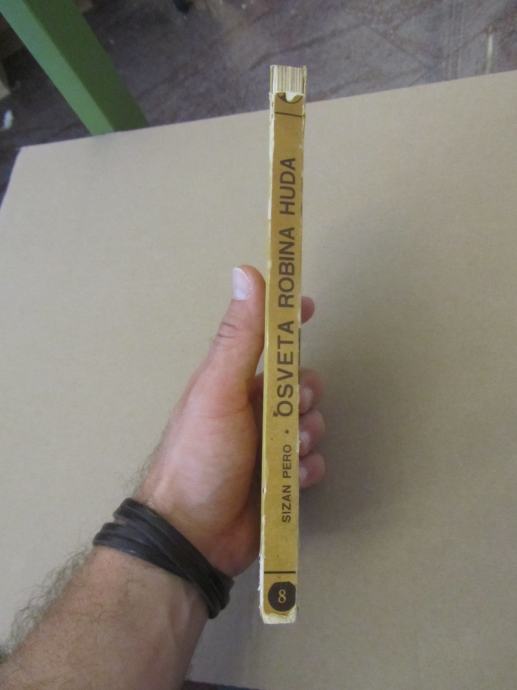 SIZAN PERO • OSVETA ROBINA HUDA
8